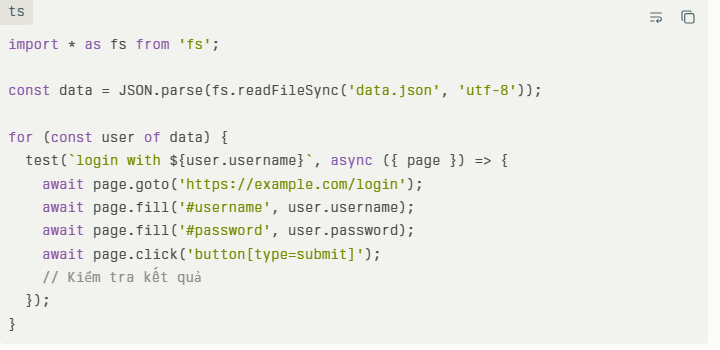 ts
import * as fs from 'fs';
const data = JSON.parse(fs.readFileSync('data.json', 'utf-8'));
for (const user of data) {
test(`login with ${user.username}`, async ({ page }) => {
await page.goto('https://example.com/login');
await page.fill('#username', user.username);
await page.fill('#password', user.password);
await page.click('button[type=submit]');
// Kiểm tra kết quả
});
}